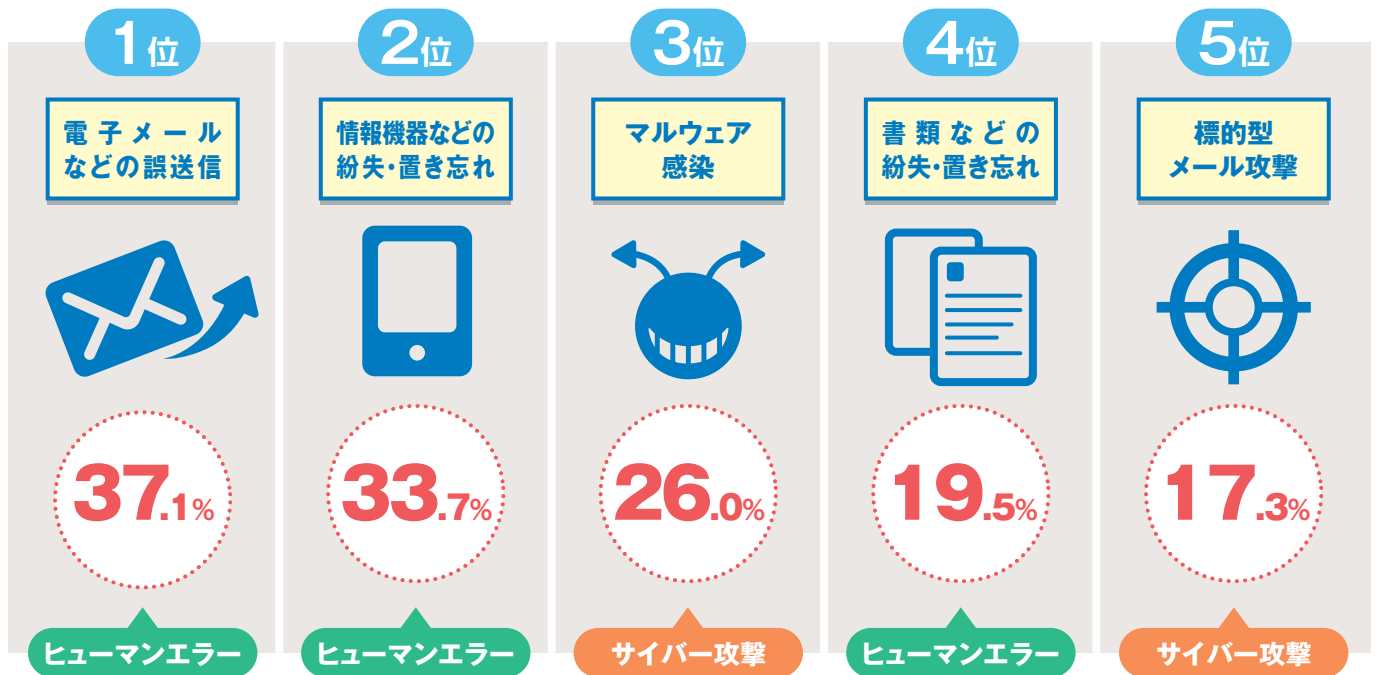 1位
電子メール
などの誤送信
37.1%
ヒューマンエラー
2位
情報機器などの
紛失・置き忘れ
33.7%
ヒューマンエラー
3位
マルウェア
感染
26.0%
サイバー攻撃
4位
書類などの
紛失・置き忘れ
19.5%
ヒューマンエラー
5位
標的型
メール攻撃
17.3%
サイバー攻撃